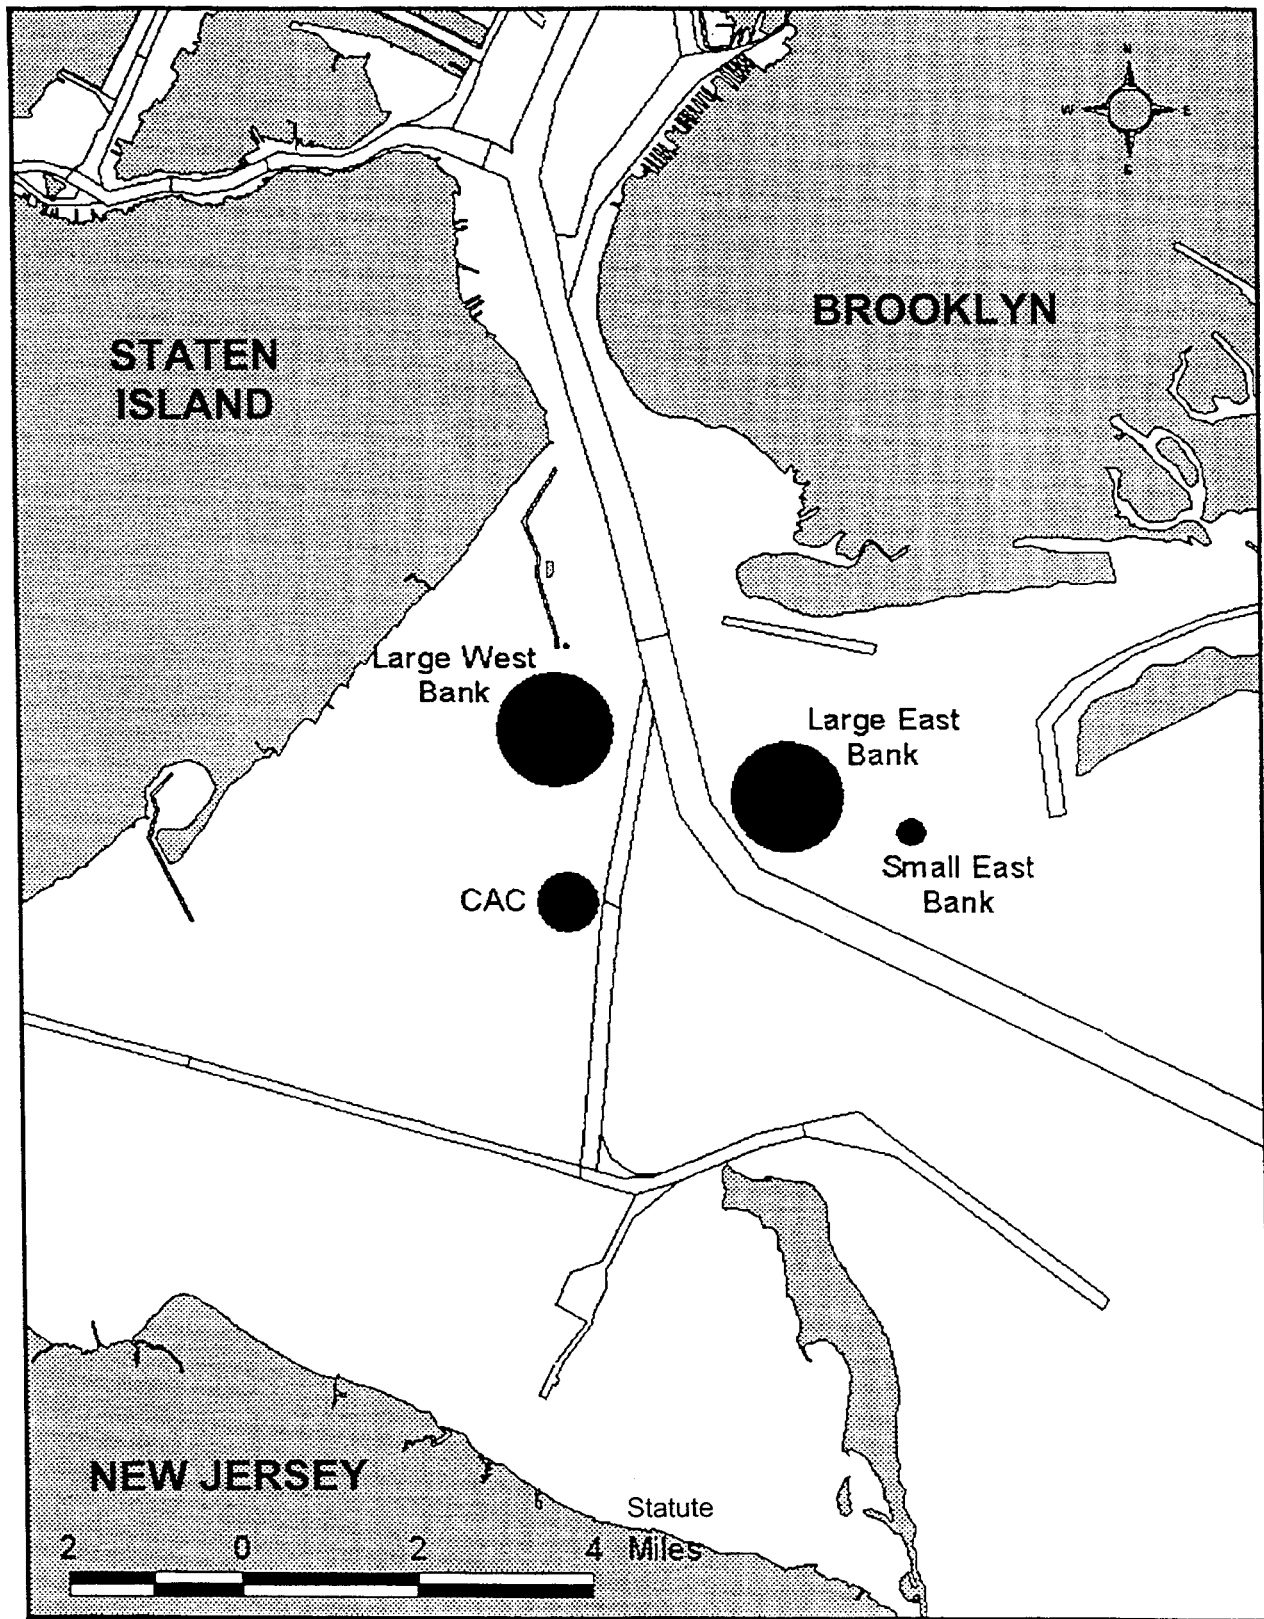 N
W E
BROOKLYN
STATEN
ISLAND
Large West
Bank
Large East
Bank
Small East
Bank
CAC
NEW JERSEY
Statute
2 0 2 4 Miles